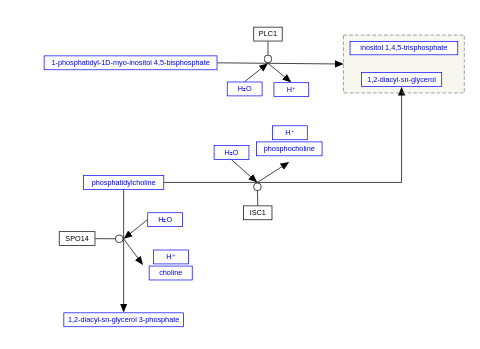 PLC1
inositol 1,4,5-trisphosphate
1-phosphatidyl-1D-myo-inositol 4,5-bisphosphate
1,2-diacyl-sn-glycerol
H₂O
H⁺
H⁺
H₂O
phosphocholine
phosphatidylcholine
ISC1
H₂O
SPO14
H⁺
choline
1,2-diacyl-sn-glycerol 3-phosphate